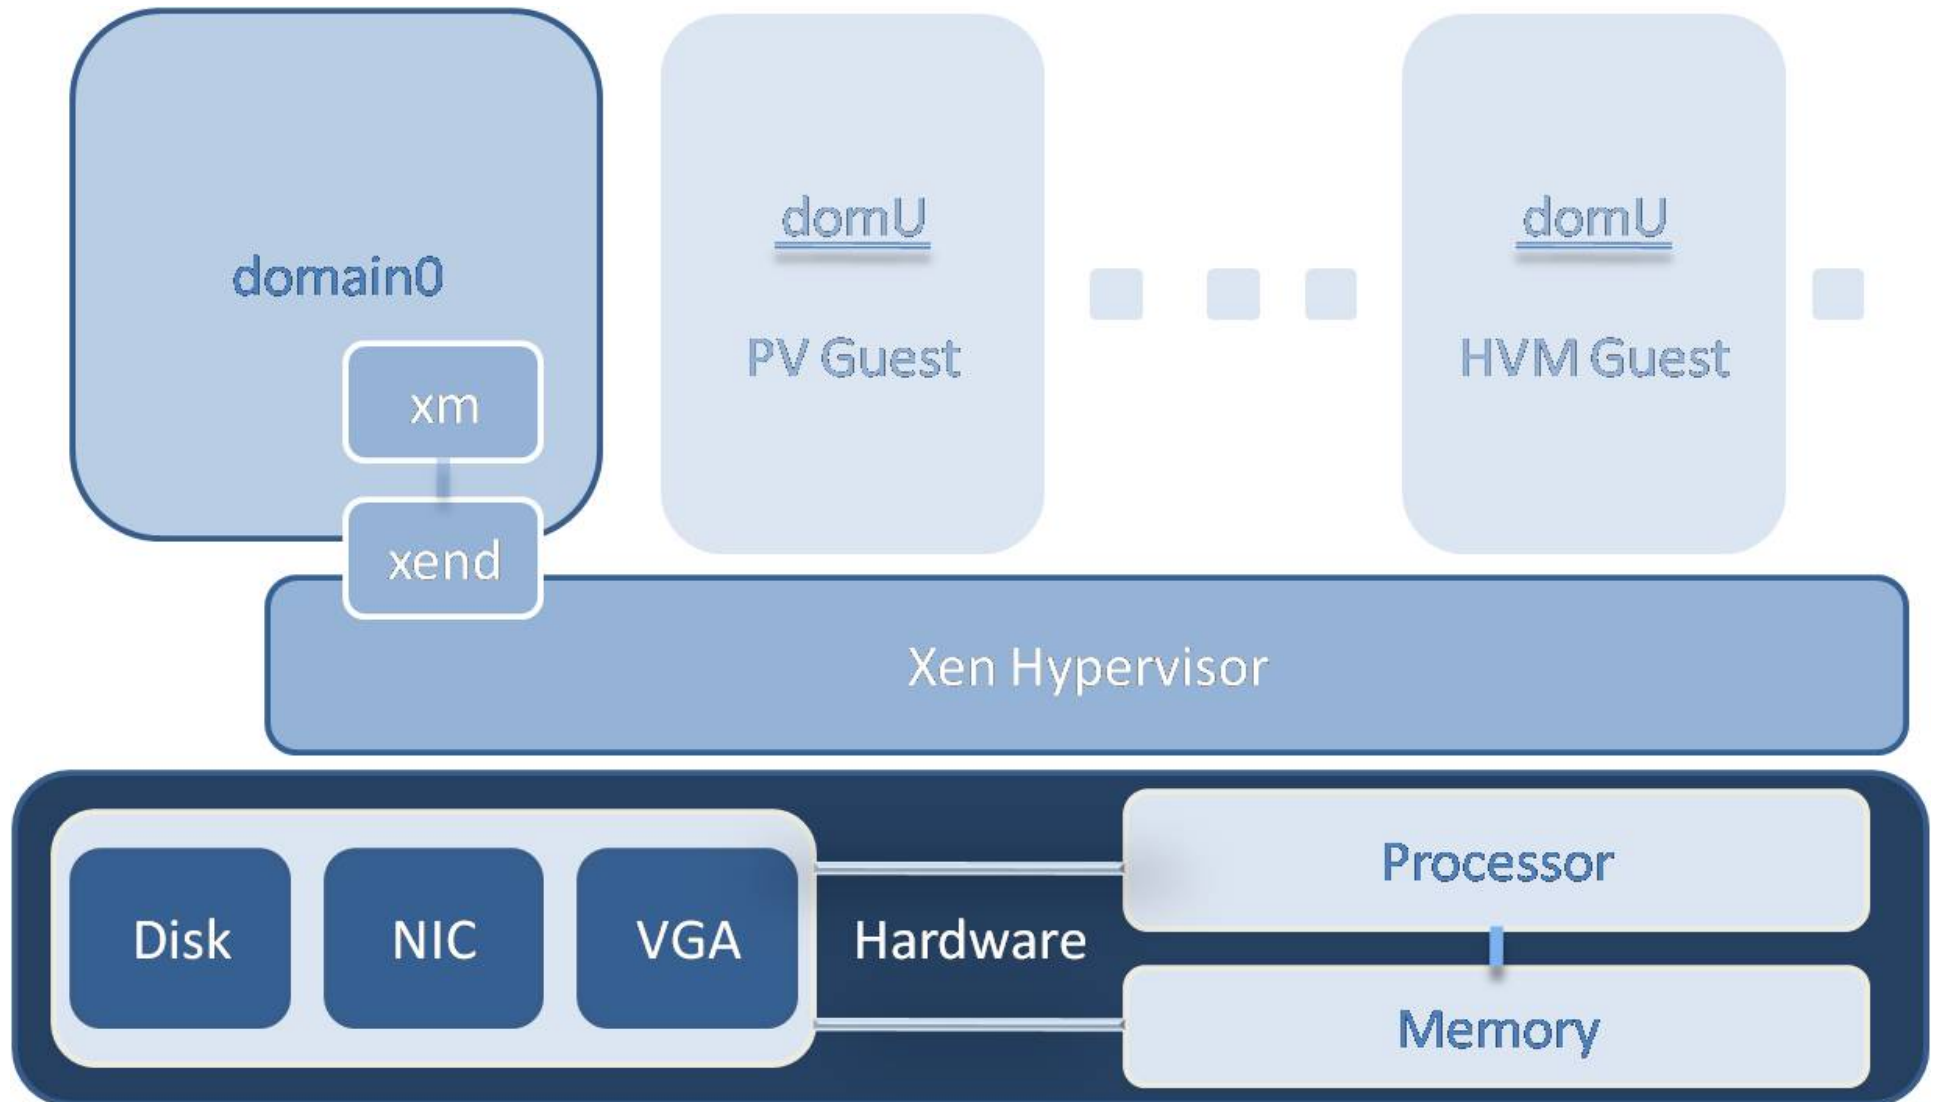 domain0
xm
xend
domU
PV Guest
domU
HVM Guest
Xen Hypervisor
Disk
NIC
VGA
Hardware
Processor
Memory